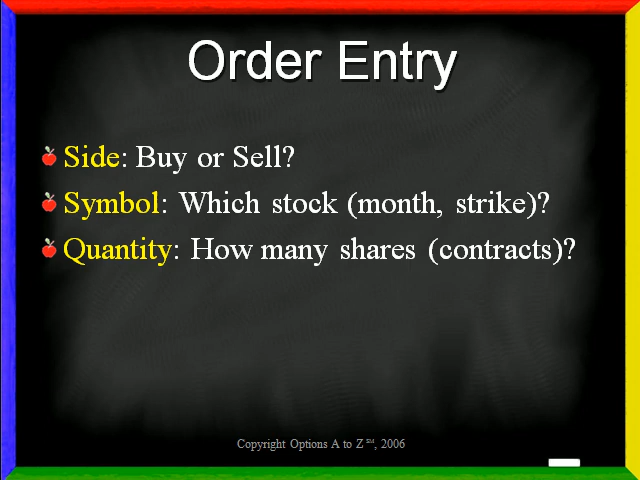 Order Entry
Side: Buy or Sell?
Symbol: Which stock (month, strike)?
Quantity: How many shares (contracts)?
Copyright Options A to Z ℠, 2006